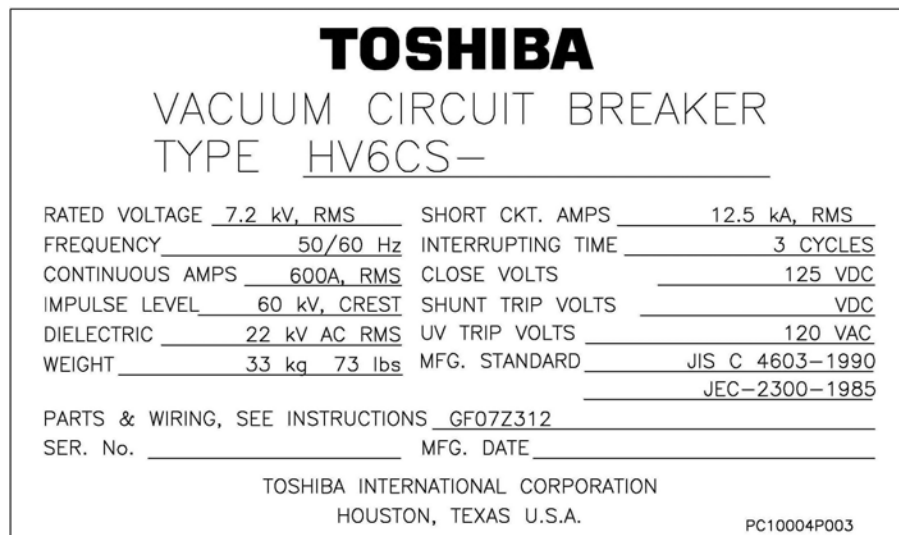 TOSHIBA
VACUUM CIRCUIT BREAKER
TYPE HV6CS-
RATED VOLTAGE 7.2 kV, RMS SHORT CKT. AMPS 12.5 kA, RMS
FREQUENCY 50/60 Hz INTERRUPTING TIME 3 CYCLES
CONTINUOUS AMPS 600A, RMS CLOSE VOLTS 125 VDC
IMPULSE LEVEL 60 kV, CREST SHUNT TRIP VOLTS VDC
DIELECTRIC 22 kV AC RMS UV TRIP VOLTS 120 VAC
WEIGHT 33 kg 73 lbs MFG. STANDARD JIS C 4603-1990
JEC-2300-1985
PARTS & WIRING, SEE INSTRUCTIONS GF07Z312
SER. No. MFG. DATE
TOSHIBA INTERNATIONAL CORPORATION
HOUSTON, TEXAS U.S.A.
PC10004P003